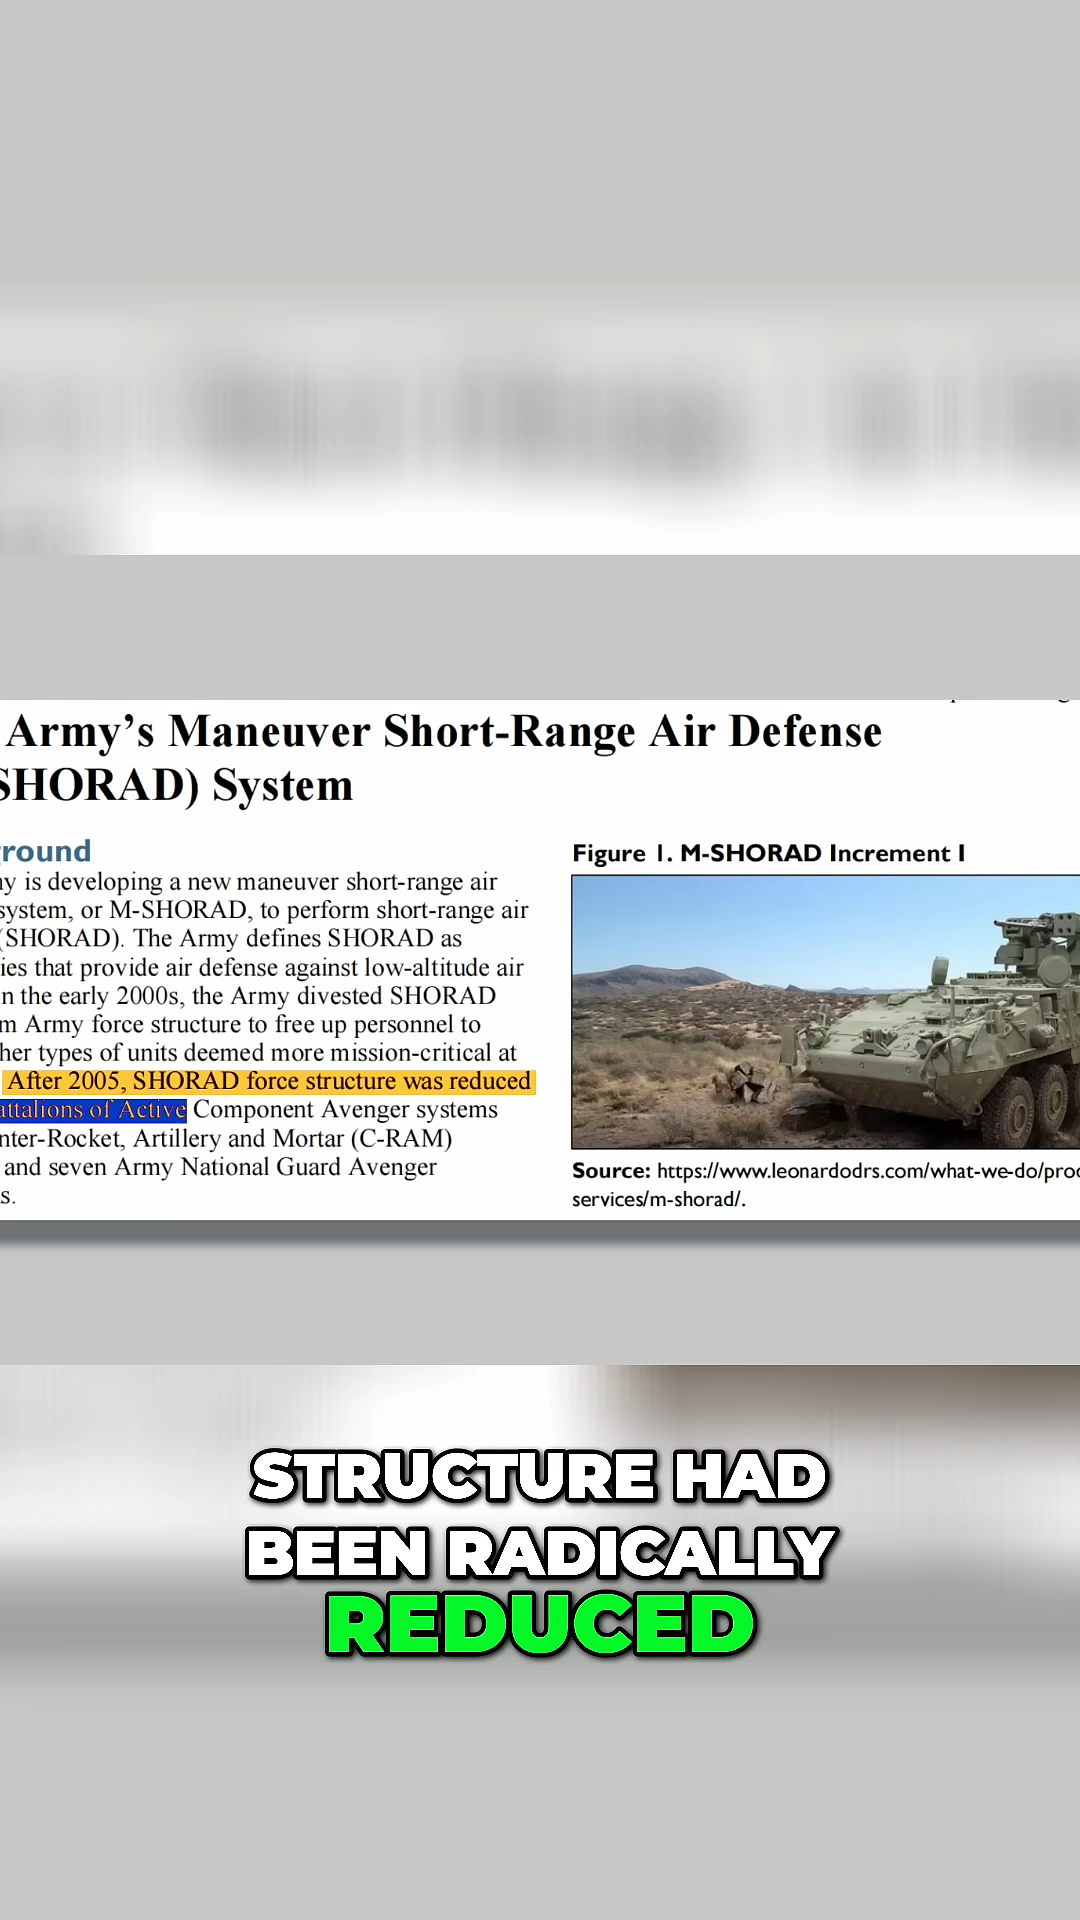 Army’s Maneuver Short-Range Air Defense
SHORAD) System
ground
ny is developing a new maneuver short-range air
system, or M-SHORAD, to perform short-range air
(SHORAD). The Army defines SHORAD as
ies that provide air defense against low-altitude air
n the early 2000s, the Army divested SHORAD
m Army force structure to free up personnel to
her types of units deemed more mission-critical at
After 2005, SHORAD force structure was reduced
attalions of Active Component Avenger systems
nter-Rocket, Artillery and Mortar (C-RAM)
and seven Army National Guard Avenger
s.
Figure 1. M-SHORAD Increment I
Source: https://www.leonardodrs.com/what-we-do/prod
services/m-shorad/.
STRUCTURE HAD
BEEN RADICALLY
REDUCED